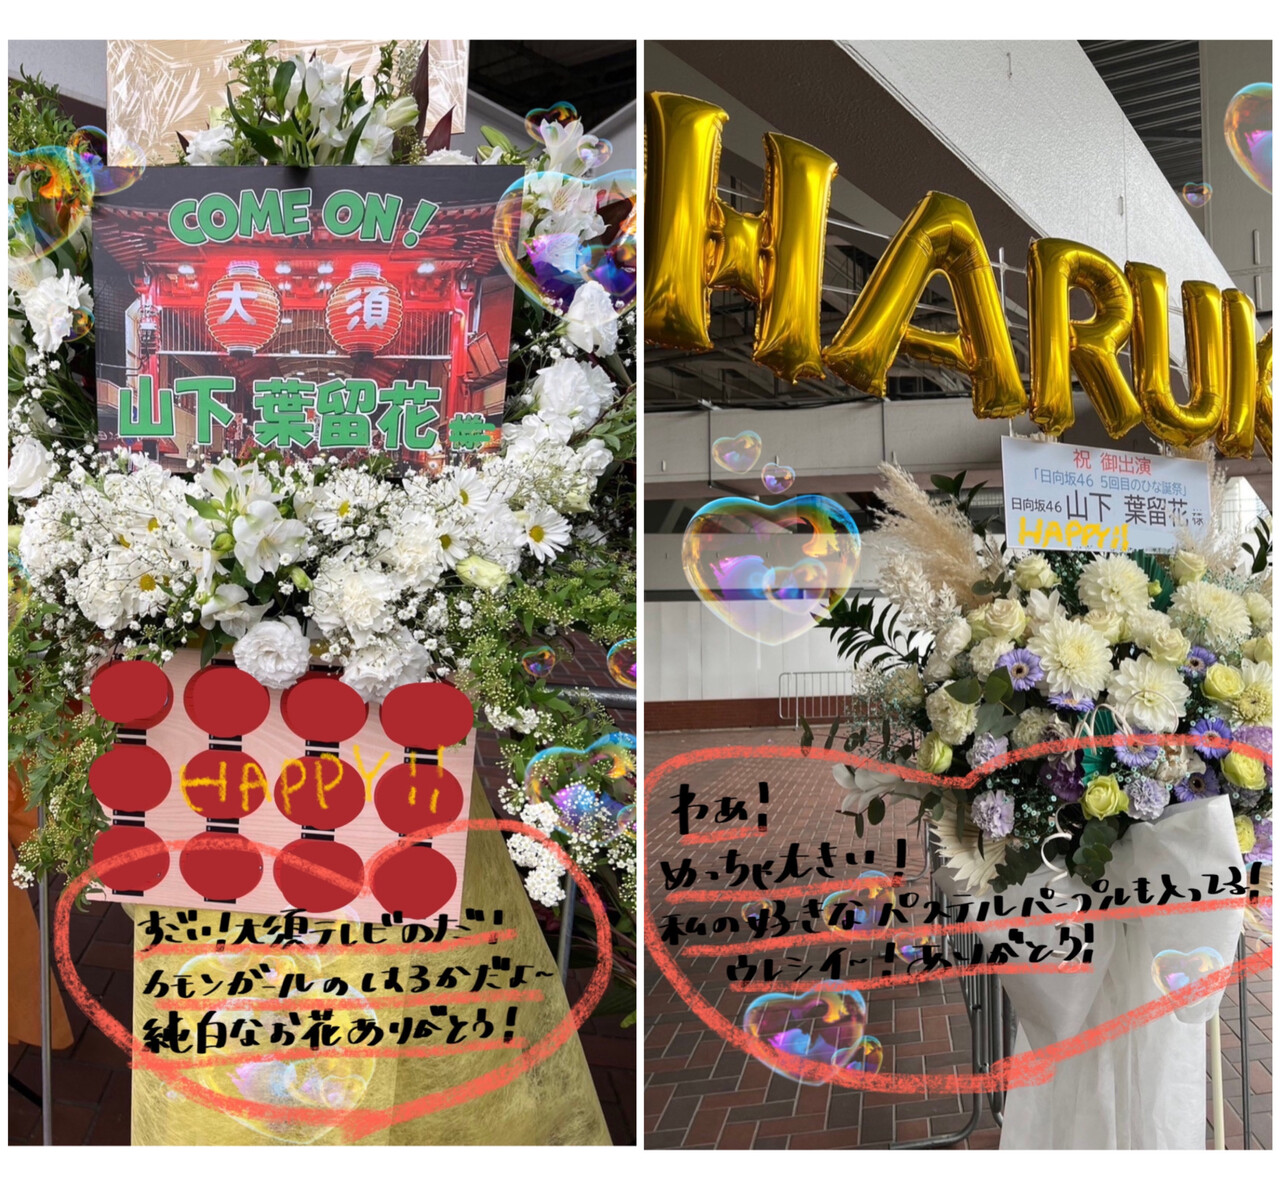 COME ON!
大 須
山下 葉留花 様
HAPPY!!
すごい!大須テレビのだ!
カモンガールのはるかだよ〜
純白なお花ありがとう!
HARUK
祝 御出演
「日向坂46 5回目のひな誕祭」
日向坂46 山下 葉留花 様
HAPPY!!
わぁ!
めっちゃ大きい!
私の好きなパステルパープルも入ってる!
ウレシイ〜!ありがとう!